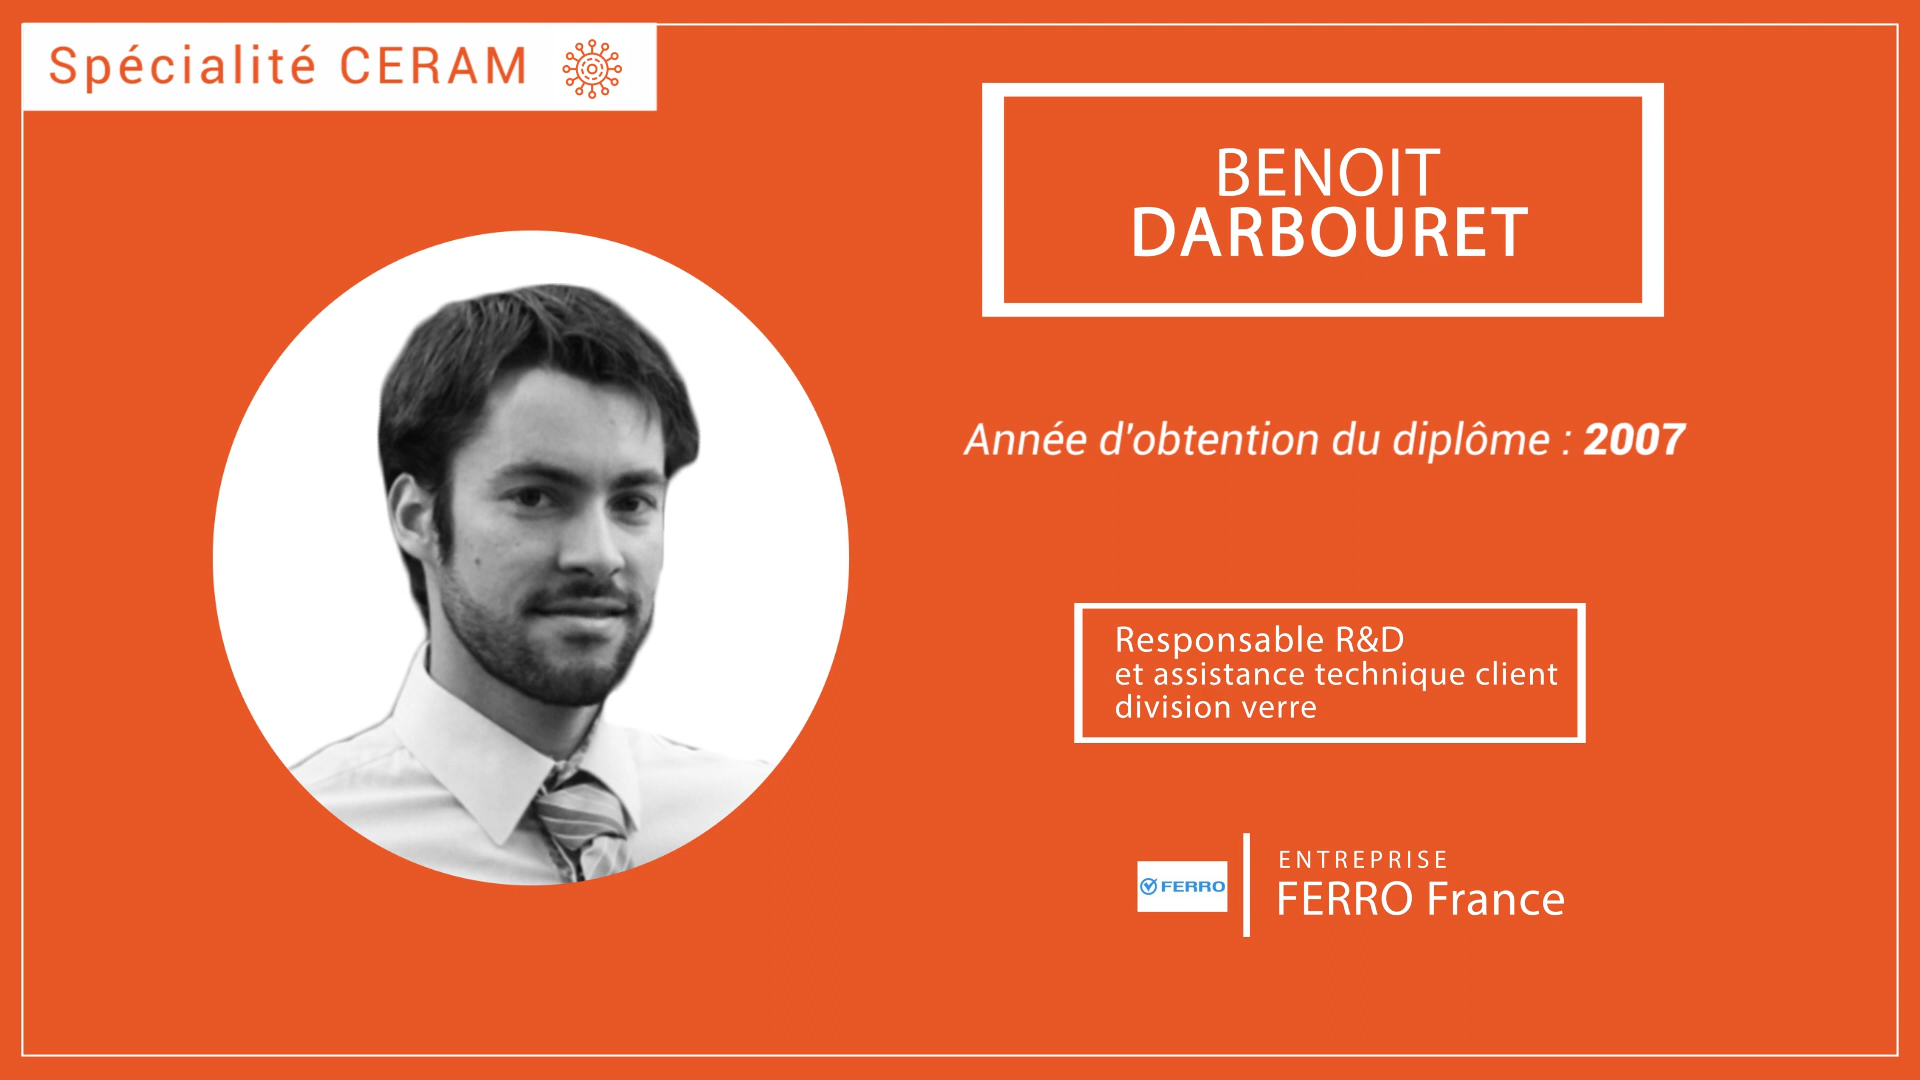 Spécialité CERAM
BENOIT
DARBOURET
Année d'obtention du diplôme : 2007
Responsable R&D
et assistance technique client
division verre
FERRO
ENTREPRISE
FERRO France